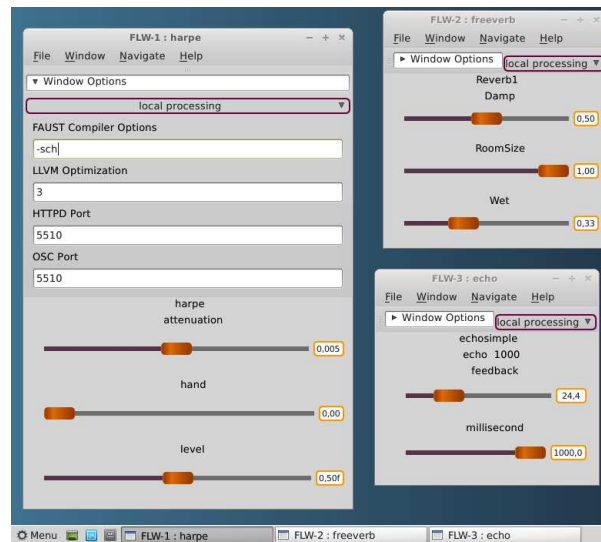 FLW-1 : harpe
File Window Navigate Help
Window Options
local processing
FAUST Compiler Options
-sch
LLVM Optimization
3
HTTPD Port
5510
OSC Port
5510
harpe
attenuation
0,005
hand
0,00
level
0,50f
FLW-2 : freeverb
File Window Navigate Help
Window Options local processing
Reverb1
Damp
0,50
RoomSize
1,00
Wet
0,33
FLW-3 : echo
File Window Navigate Help
Window Options local processing
echosimple
echo 1000
feedback
24,4
millisecond
1000,0
Menu FLW-1 : harpe FLW-2 : freeverb FLW-3 : echo